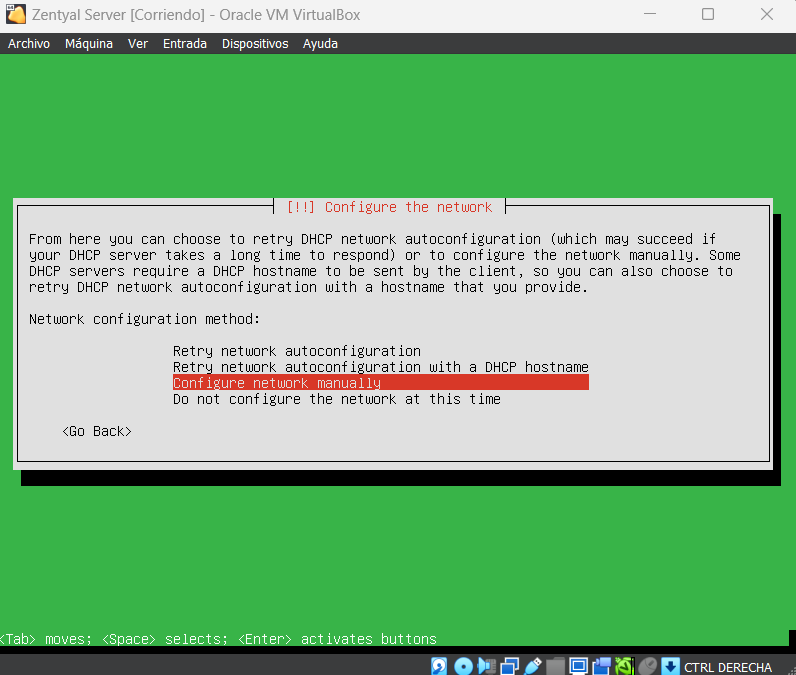 Zentyal Server [Corriendo] - Oracle VM VirtualBox
Archivo Máquina Ver Entrada Dispositivos Ayuda
[!!] Configure the network
From here you can choose to retry DHCP network autoconfiguration (which may succeed if
your DHCP server takes a long time to respond) or to configure the network manually. Some
DHCP servers require a DHCP hostname to be sent by the client, so you can also choose to
retry DHCP network autoconfiguration with a hostname that you provide.
Network configuration method:
Retry network autoconfiguration
Retry network autoconfiguration with a DHCP hostname
Configure network manually
Do not configure the network at this time
<Go Back>
<Tab> moves; <Space> selects; <Enter> activates buttons
CTRL DERECHA